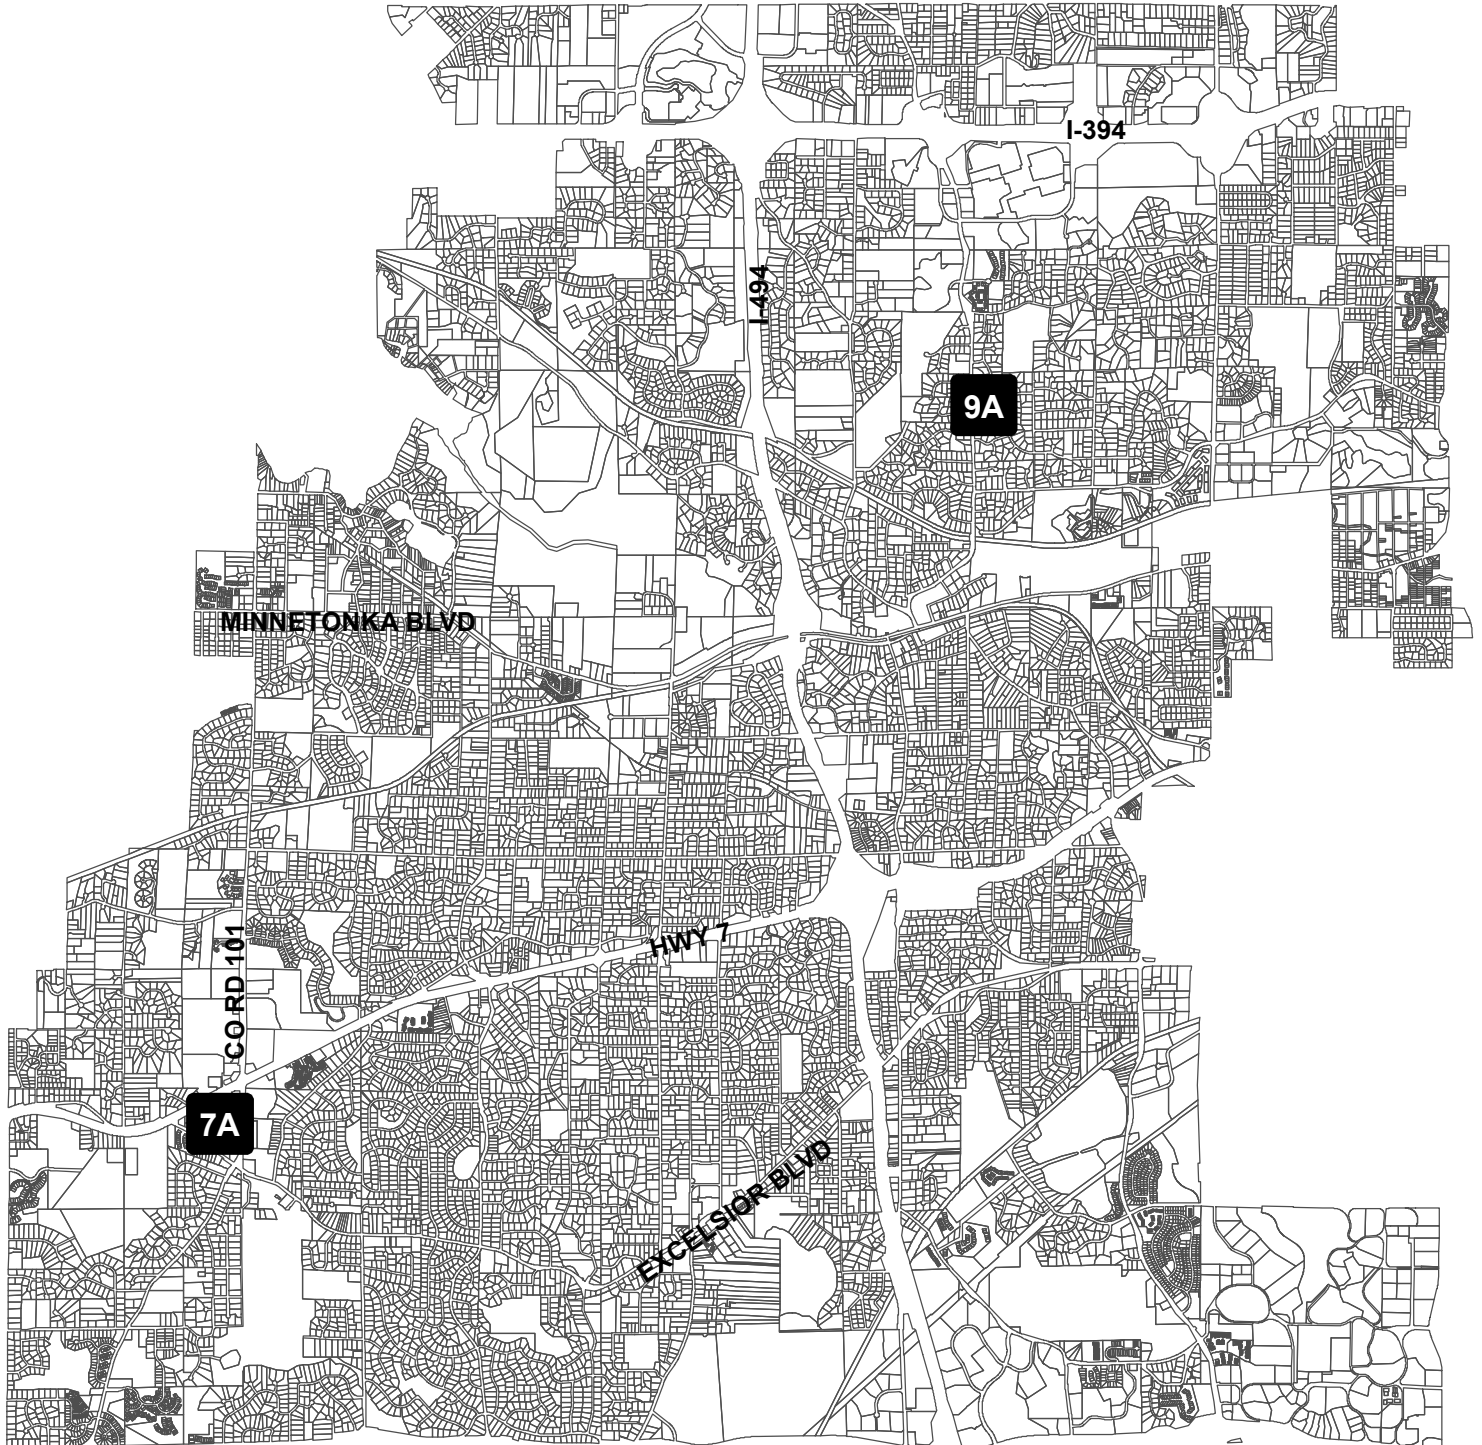 I-394
I-494
9A
MINNETONKA BLVD
HWY 7
CO RD 101
7A
EXCELSIOR BLVD